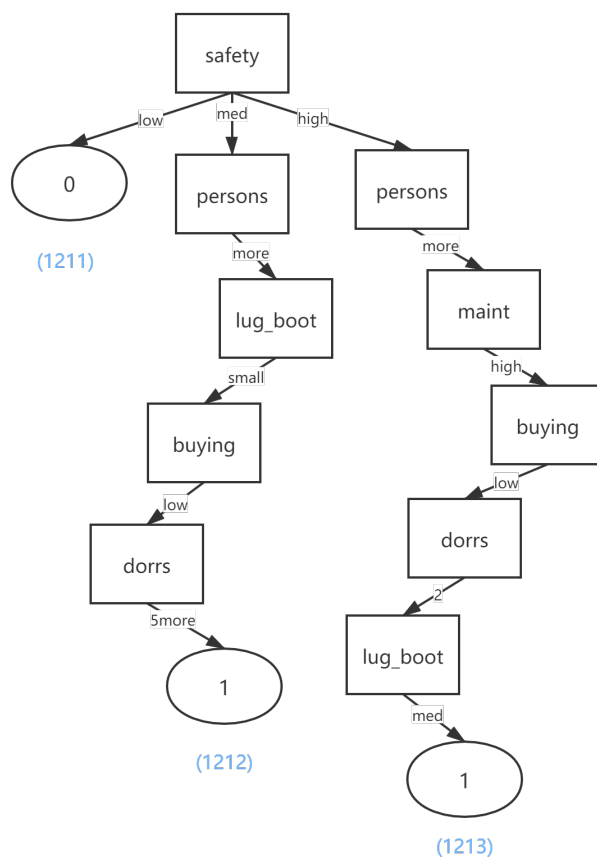 safety
low
med
high
0
persons
persons
(1211)
more
more
lug_boot
maint
small
high
buying
buying
low
low
dorrs
dorrs
5more
2
1
lug_boot
med
(1212)
1
(1213)